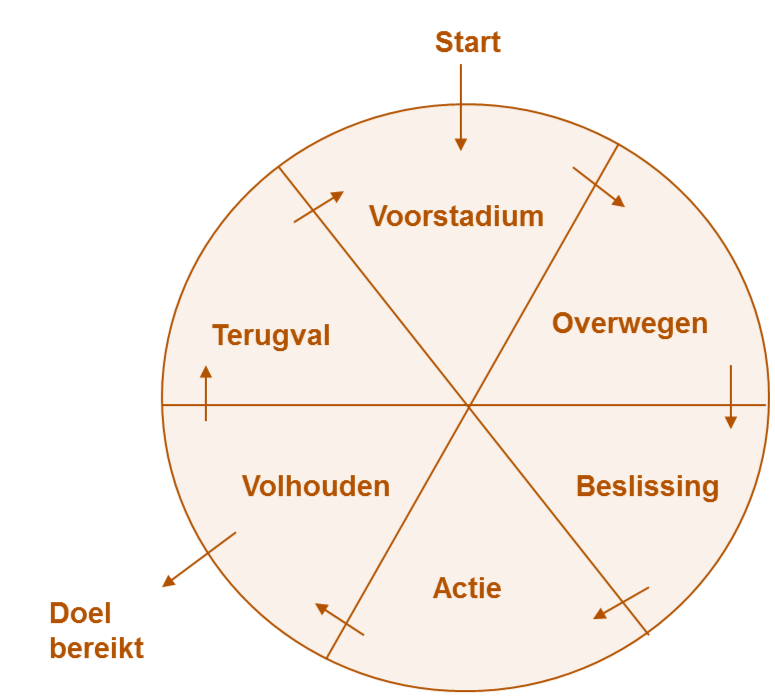 Start
Voorstadium
Overwegen
Terugval
Beslissing
Volhouden
Actie
Doel
bereikt